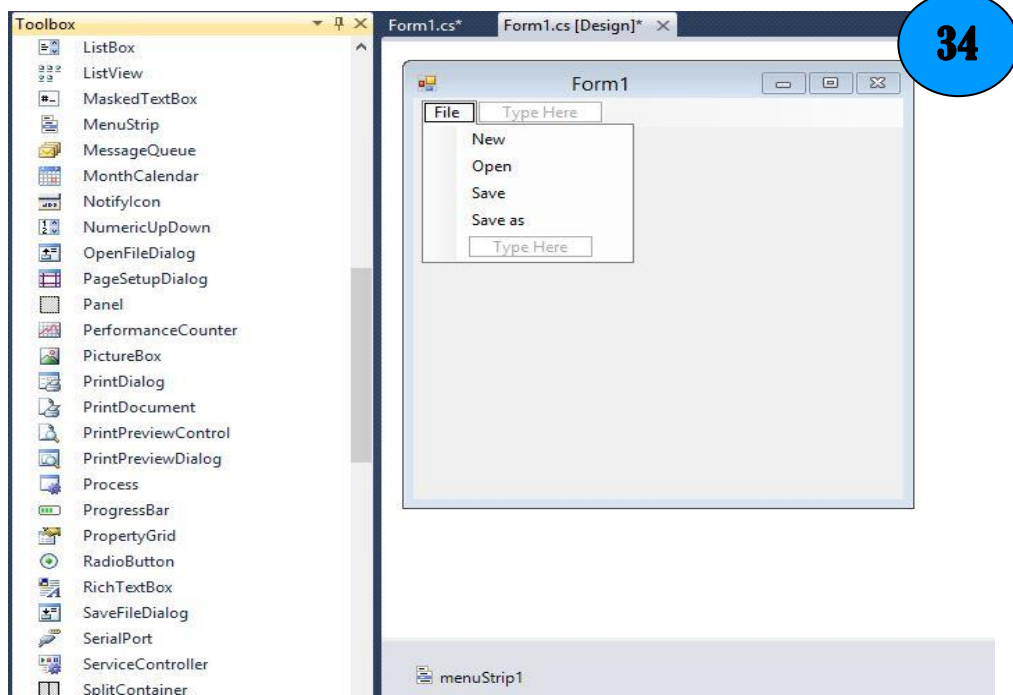 Toolbox
ListBox
ListView
MaskedTextBox
MenuStrip
MessageQueue
MonthCalendar
NotifyIcon
NumericUpDown
OpenFileDialog
PageSetupDialog
Panel
PerformanceCounter
PictureBox
PrintDialog
PrintDocument
PrintPreviewControl
PrintPreviewDialog
Process
ProgressBar
PropertyGrid
RadioButton
RichTextBox
SaveFileDialog
SerialPort
ServiceController
SplitContainer
Form1.cs* Form1.cs [Design]*
34
Form1
File Type Here
New
Open
Save
Save as
Type Here
menuStrip1